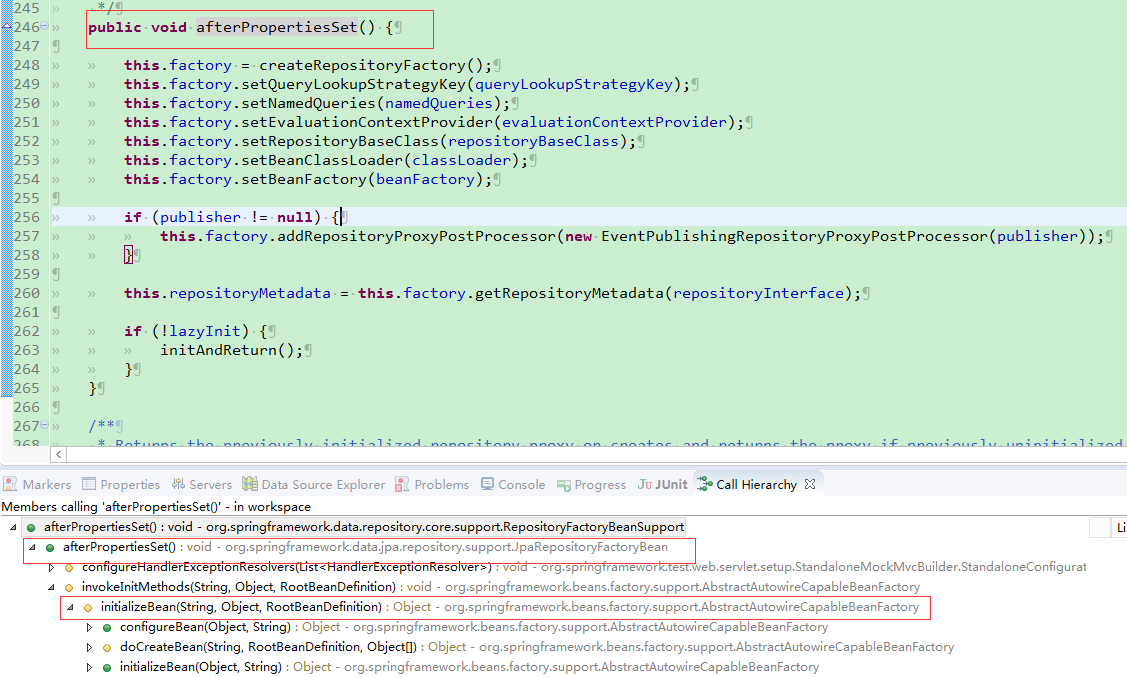 245 */
246 public void afterPropertiesSet() {
247
248 this.factory = createRepositoryFactory();
249 this.factory.setQueryLookupStrategyKey(queryLookupStrategyKey);
250 this.factory.setNamedQueries(namedQueries);
251 this.factory.setEvaluationContextProvider(evaluationContextProvider);
252 this.factory.setRepositoryBaseClass(repositoryBaseClass);
253 this.factory.setBeanClassLoader(classLoader);
254 this.factory.setBeanFactory(beanFactory);
255
256 if (publisher != null) {
257 this.factory.addRepositoryProxyPostProcessor(new EventPublishingRepositoryProxyPostProcessor(publisher));
258 }
259
260 this.repositoryMetadata = this.factory.getRepositoryMetadata(repositoryInterface);
261
262 if (!lazyInit) {
263 initAndReturn();
264 }
265 }
266
267 /**
268 * Returns the previously initialized repository proxy or creates and returns the proxy if previously uninitialized
Markers Properties Servers Data Source Explorer Problems Console Progress JUnit Call Hierarchy
Members calling 'afterPropertiesSet()' - in workspace
afterPropertiesSet() : void - org.springframework.data.repository.core.support.RepositoryFactoryBeanSupport
Li
afterPropertiesSet() : void - org.springframework.data.jpa.repository.support.JpaRepositoryFactoryBean
configureHandlerExceptionResolvers(List<HandlerExceptionResolver>) : void - org.springframework.test.web.servlet.setup.StandaloneMockMvcBuilder.StandaloneConfigurat
invokeInitMethods(String, Object, RootBeanDefinition) : void - org.springframework.beans.factory.support.AbstractAutowireCapableBeanFactory
initializeBean(String, Object, RootBeanDefinition) : Object - org.springframework.beans.factory.support.AbstractAutowireCapableBeanFactory
configureBean(Object, String) : Object - org.springframework.beans.factory.support.AbstractAutowireCapableBeanFactory
doCreateBean(String, RootBeanDefinition, Object[]) : Object - org.springframework.beans.factory.support.AbstractAutowireCapableBeanFactory
initializeBean(Object, String) : Object - org.springframework.beans.factory.support.AbstractAutowireCapableBeanFactory